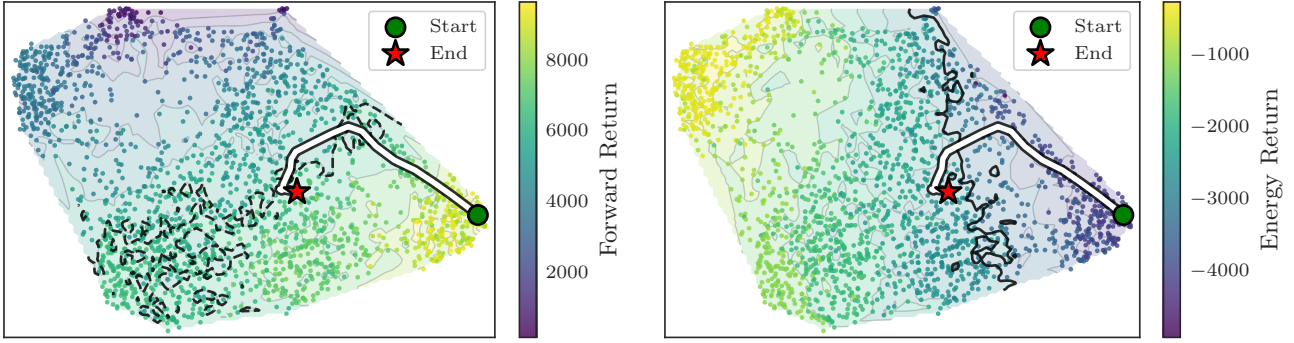 Start
End
8000
6000
4000
2000
Forward Return
Start
End
−1000
−2000
−3000
−4000
Energy Return